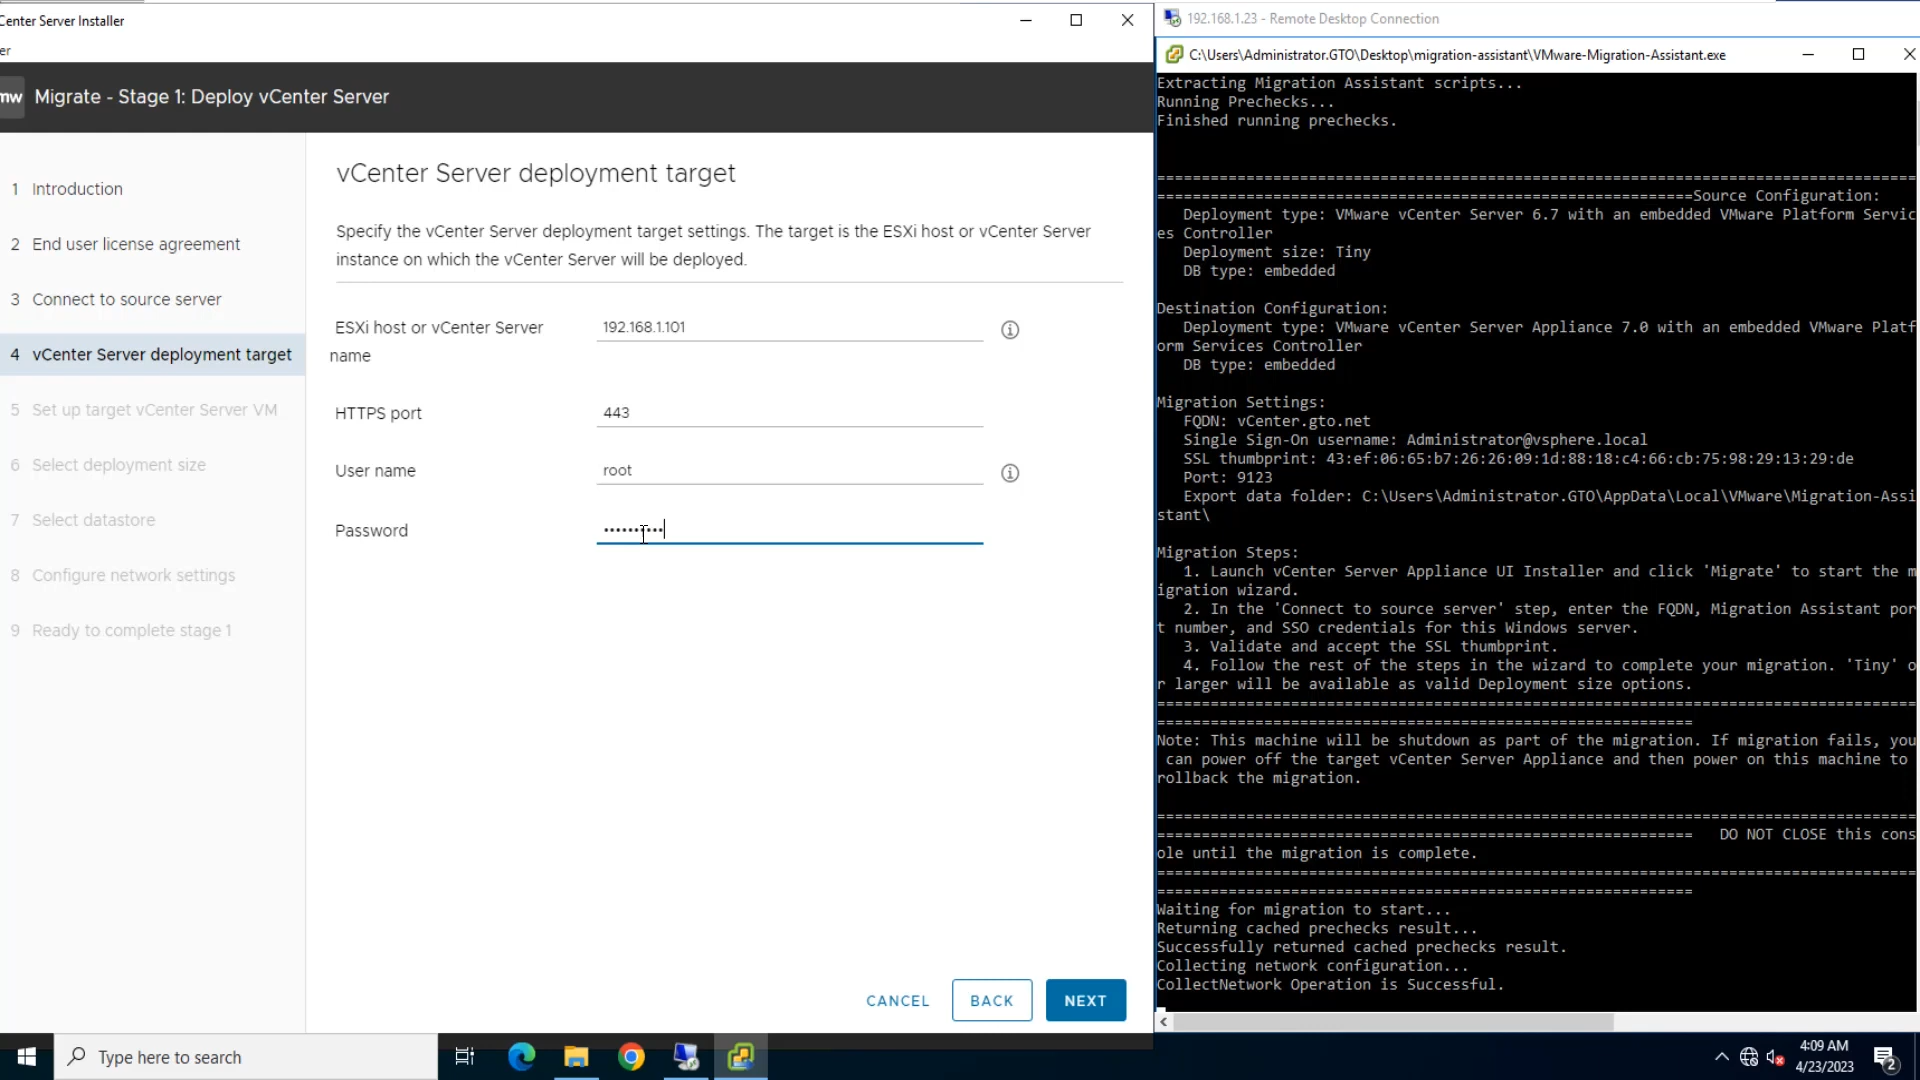 Center Server Installer
er
mw Migrate - Stage 1: Deploy vCenter Server
1 Introduction
2 End user license agreement
3 Connect to source server
4 vCenter Server deployment target
5 Set up target vCenter Server VM
6 Select deployment size
7 Select datastore
8 Configure network settings
9 Ready to complete stage 1
vCenter Server deployment target
Specify the vCenter Server deployment target settings. The target is the ESXi host or vCenter Server
instance on which the vCenter Server will be deployed.
ESXi host or vCenter Server
name
192.168.1.101
HTTPS port 443
User name root
Password ••••••••••
CANCEL BACK NEXT
192.168.1.23 - Remote Desktop Connection
C:\Users\Administrator.GTO\Desktop\migration-assistant\VMware-Migration-Assistant.exe
Extracting Migration Assistant scripts...
Running Prechecks...
Finished running prechecks.
=====================================================================================
============================================================Source Configuration:
Deployment type: VMware vCenter Server 6.7 with an embedded VMware Platform Servic
es Controller
Deployment size: Tiny
DB type: embedded
Destination Configuration:
Deployment type: VMware vCenter Server Appliance 7.0 with an embedded VMware Platf
orm Services Controller
DB type: embedded
Migration Settings:
FQDN: vCenter.gto.net
Single Sign-On username: Administrator@vsphere.local
SSL thumbprint: 43:ef:06:65:b7:26:26:09:1d:88:18:c4:66:cb:75:98:29:13:29:de
Port: 9123
Export data folder: C:\Users\Administrator.GTO\AppData\Local\VMware\Migration-Assi
stant\
Migration Steps:
1. Launch vCenter Server Appliance UI Installer and click 'Migrate' to start the m
igration wizard.
2. In the 'Connect to source server' step, enter the FQDN, Migration Assistant por
t number, and SSO credentials for this Windows server.
3. Validate and accept the SSL thumbprint.
4. Follow the rest of the steps in the wizard to complete your migration. 'Tiny' o
r larger will be available as valid Deployment size options.
=====================================================================================
============================================================
Note: This machine will be shutdown as part of the migration. If migration fails, you
can power off the target vCenter Server Appliance and then power on this machine to
rollback the migration.
=====================================================================================
============================================================ DO NOT CLOSE this cons
ole until the migration is complete.
=====================================================================================
============================================================
Waiting for migration to start...
Returning cached prechecks result...
Successfully returned cached prechecks result.
Collecting network configuration...
CollectNetwork Operation is Successful.
Type here to search
4:09 AM
4/23/2023
2